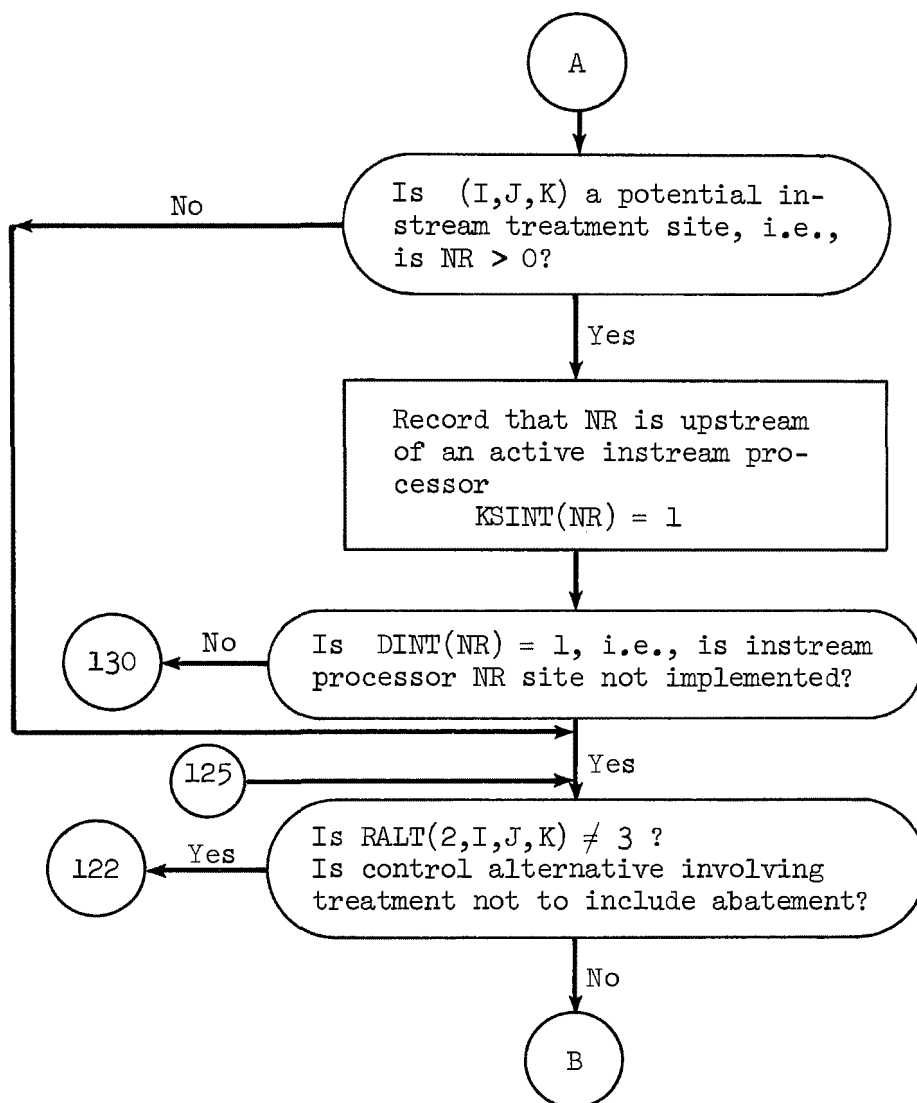 A
Is (I,J,K) a potential in-
stream treatment site, i.e.,
is NR > 0?
No
Yes
Record that NR is upstream
of an active instream pro-
cessor
KSINT(NR) = 1
Is DINT(NR) = 1, i.e., is instream
processor NR site not implemented?
No
130
Yes
125
Is RALT(2,I,J,K) ≠ 3 ?
Is control alternative involving
treatment not to include abatement?
Yes
122
No
B